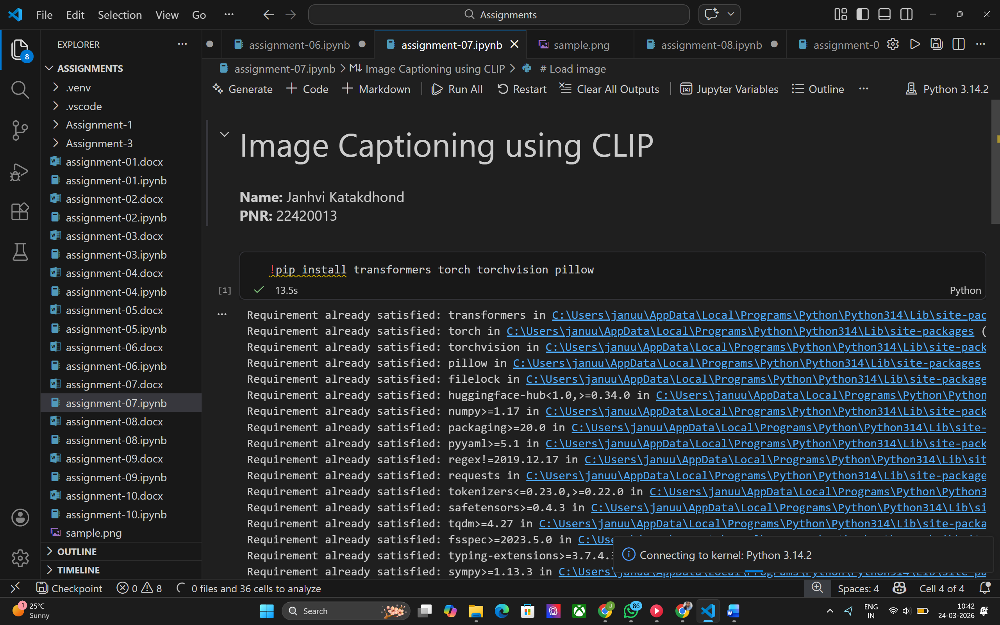 File Edit Selection View Go ··· Assignments
EXPLORER ···
assignment-06.ipynb
assignment-07.ipynb
sample.png
assignment-08.ipynb
assignment-0
···
ASSIGNMENTS
.venv
.vscode
Assignment-1
Assignment-3
assignment-01.docx
assignment-01.ipynb
assignment-02.docx
assignment-02.ipynb
assignment-03.docx
assignment-03.ipynb
assignment-04.docx
assignment-04.ipynb
assignment-05.docx
assignment-05.ipynb
assignment-06.docx
assignment-06.ipynb
assignment-07.docx
assignment-07.ipynb
assignment-08.docx
assignment-08.ipynb
assignment-09.docx
assignment-09.ipynb
assignment-10.docx
assignment-10.ipynb
sample.png
OUTLINE
TIMELINE
8
assignment-07.ipynb > M↓ Image Captioning using CLIP > # Load image
Generate + Code + Markdown | Run All Restart Clear All Outputs | Jupyter Variables Outline ··· Python 3.14.2
Image Captioning using CLIP
Name: Janhvi Katakdhond
PNR: 22420013
!pip install transformers torch torchvision pillow
[1] ✓ 13.5s Python
···
Requirement already satisfied: transformers in C:\Users\januu\AppData\Local\Programs\Python\Python314\Lib\site-pac
Requirement already satisfied: torch in C:\Users\januu\AppData\Local\Programs\Python\Python314\Lib\site-packages (
Requirement already satisfied: torchvision in C:\Users\januu\AppData\Local\Programs\Python\Python314\Lib\site-pack
Requirement already satisfied: pillow in C:\Users\januu\AppData\Local\Programs\Python\Python314\Lib\site-packages
Requirement already satisfied: filelock in C:\Users\januu\AppData\Local\Programs\Python\Python314\Lib\site-package
Requirement already satisfied: huggingface-hub<1.0,>=0.34.0 in C:\Users\januu\AppData\Local\Programs\Python\Python
Requirement already satisfied: numpy>=1.17 in C:\Users\januu\AppData\Local\Programs\Python\Python314\Lib\site-pack
Requirement already satisfied: packaging>=20.0 in C:\Users\januu\AppData\Local\Programs\Python\Python314\Lib\site-
Requirement already satisfied: pyyaml>=5.1 in C:\Users\januu\AppData\Local\Programs\Python\Python314\Lib\site-pack
Requirement already satisfied: regex!=2019.12.17 in C:\Users\januu\AppData\Local\Programs\Python\Python314\Lib\sit
Requirement already satisfied: requests in C:\Users\januu\AppData\Local\Programs\Python\Python314\Lib\site-package
Requirement already satisfied: tokenizers<=0.23.0,>=0.22.0 in C:\Users\januu\AppData\Local\Programs\Python\Python3
Requirement already satisfied: safetensors>=0.4.3 in C:\Users\januu\AppData\Local\Programs\Python\Python314\Lib\si
Requirement already satisfied: tqdm>=4.27 in C:\Users\januu\AppData\Local\Programs\Python\Python314\Lib\site-packa
Requirement already satisfied: fsspec>=2023.5.0 in C:\Use
Requirement already satisfied: typing-extensions>=3.7.4.3
Requirement already satisfied: sympy>=1.13.3 in C:\Users\
Connecting to kernel: Python 3.14.2
Checkpoint 0 8 0 files and 36 cells to analyze Spaces: 4 Cell 4 of 4
1 25°C
Sunny
Search
J
86
ENG
IN
10:42
24-03-2026